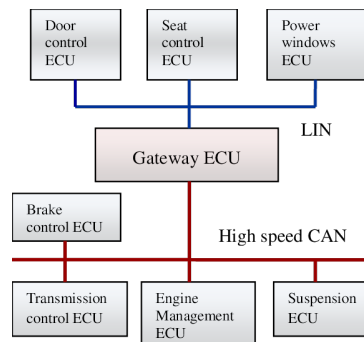 Door
control
ECU
Seat
control
ECU
Power
windows
ECU
LIN
Gateway ECU
Brake
control ECU
High speed CAN
Transmission
control ECU
Engine
Management
ECU
Suspension
ECU